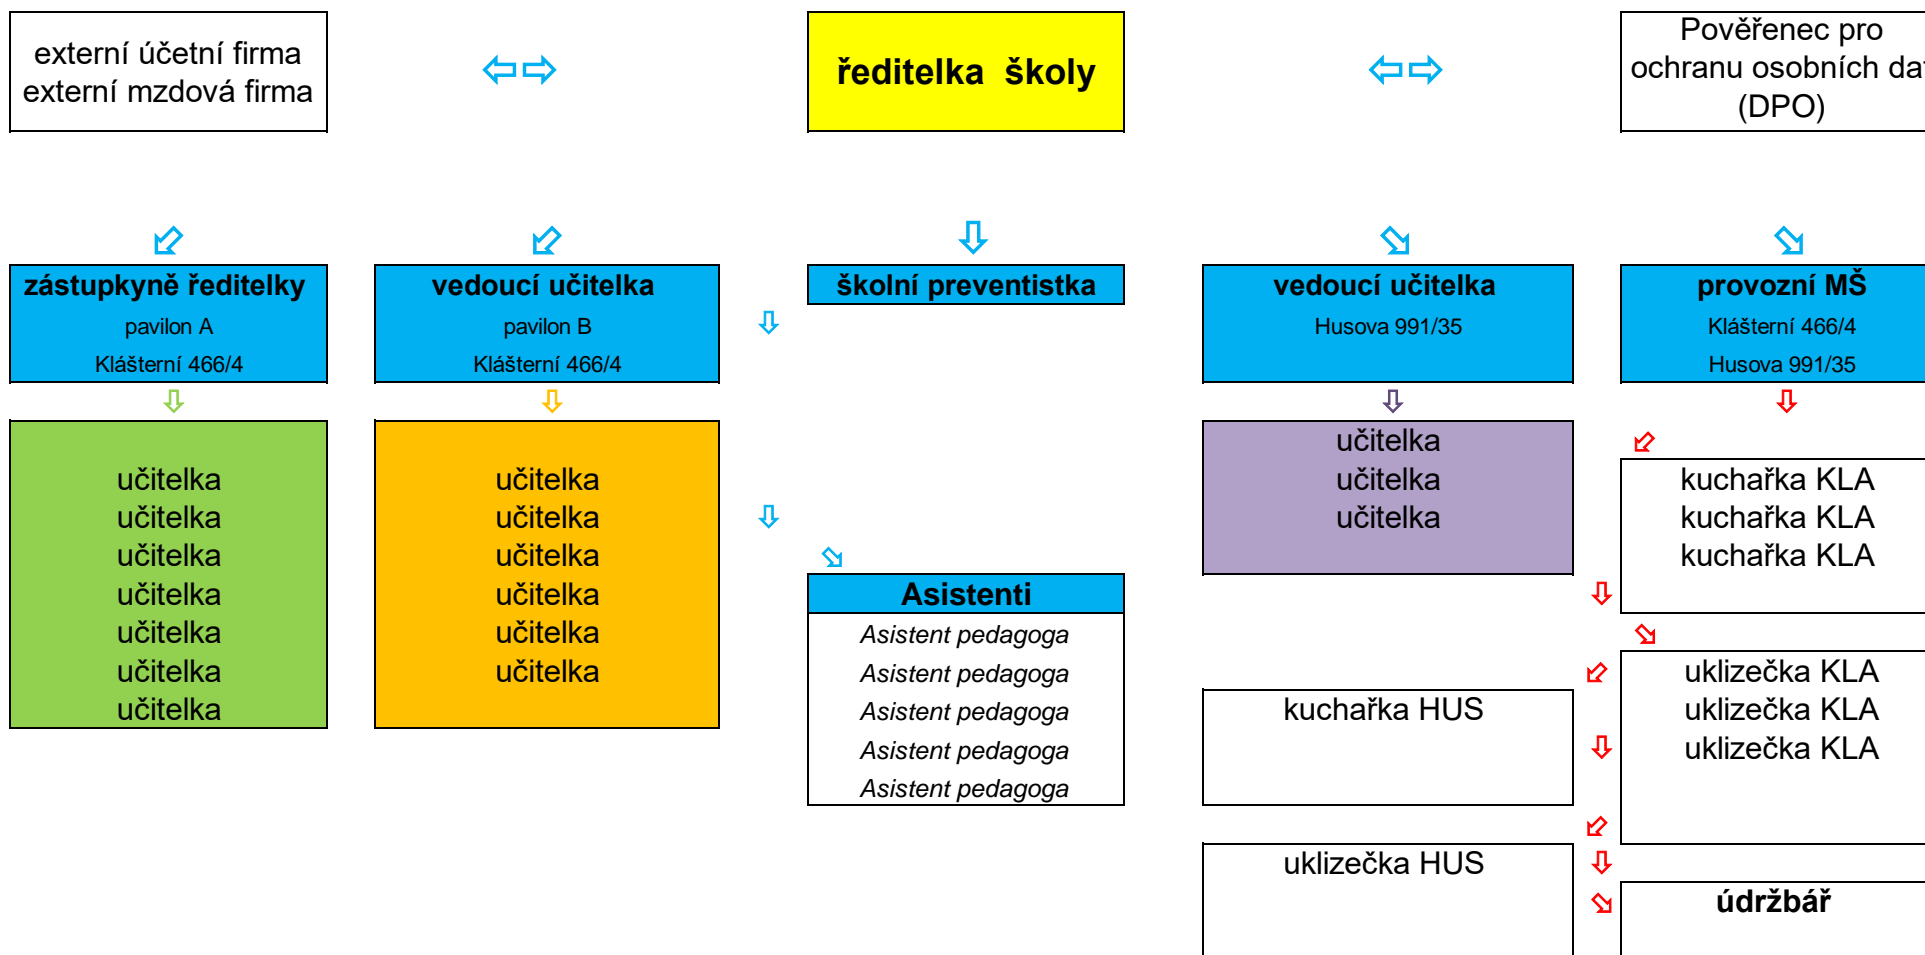 externí účetní firma
externí mzdová firma
ředitelka školy
Pověřenec pro
ochranu osobních dat
(DPO)
zástupkyně ředitelky
pavilon A
Klášterní 466/4
vedoucí učitelka
pavilon B
Klášterní 466/4
školní preventistka
vedoucí učitelka
Husova 991/35
provozní MŠ
Klášterní 466/4
Husova 991/35
učitelka
učitelka
učitelka
učitelka
učitelka
učitelka
učitelka
učitelka
učitelka
učitelka
učitelka
učitelka
učitelka
Asistenti
Asistent pedagoga
Asistent pedagoga
Asistent pedagoga
Asistent pedagoga
Asistent pedagoga
učitelka
učitelka
učitelka
kuchařka KLA
kuchařka KLA
kuchařka KLA
uklizečka KLA
uklizečka KLA
uklizečka KLA
kuchařka HUS
uklizečka HUS
údržbář